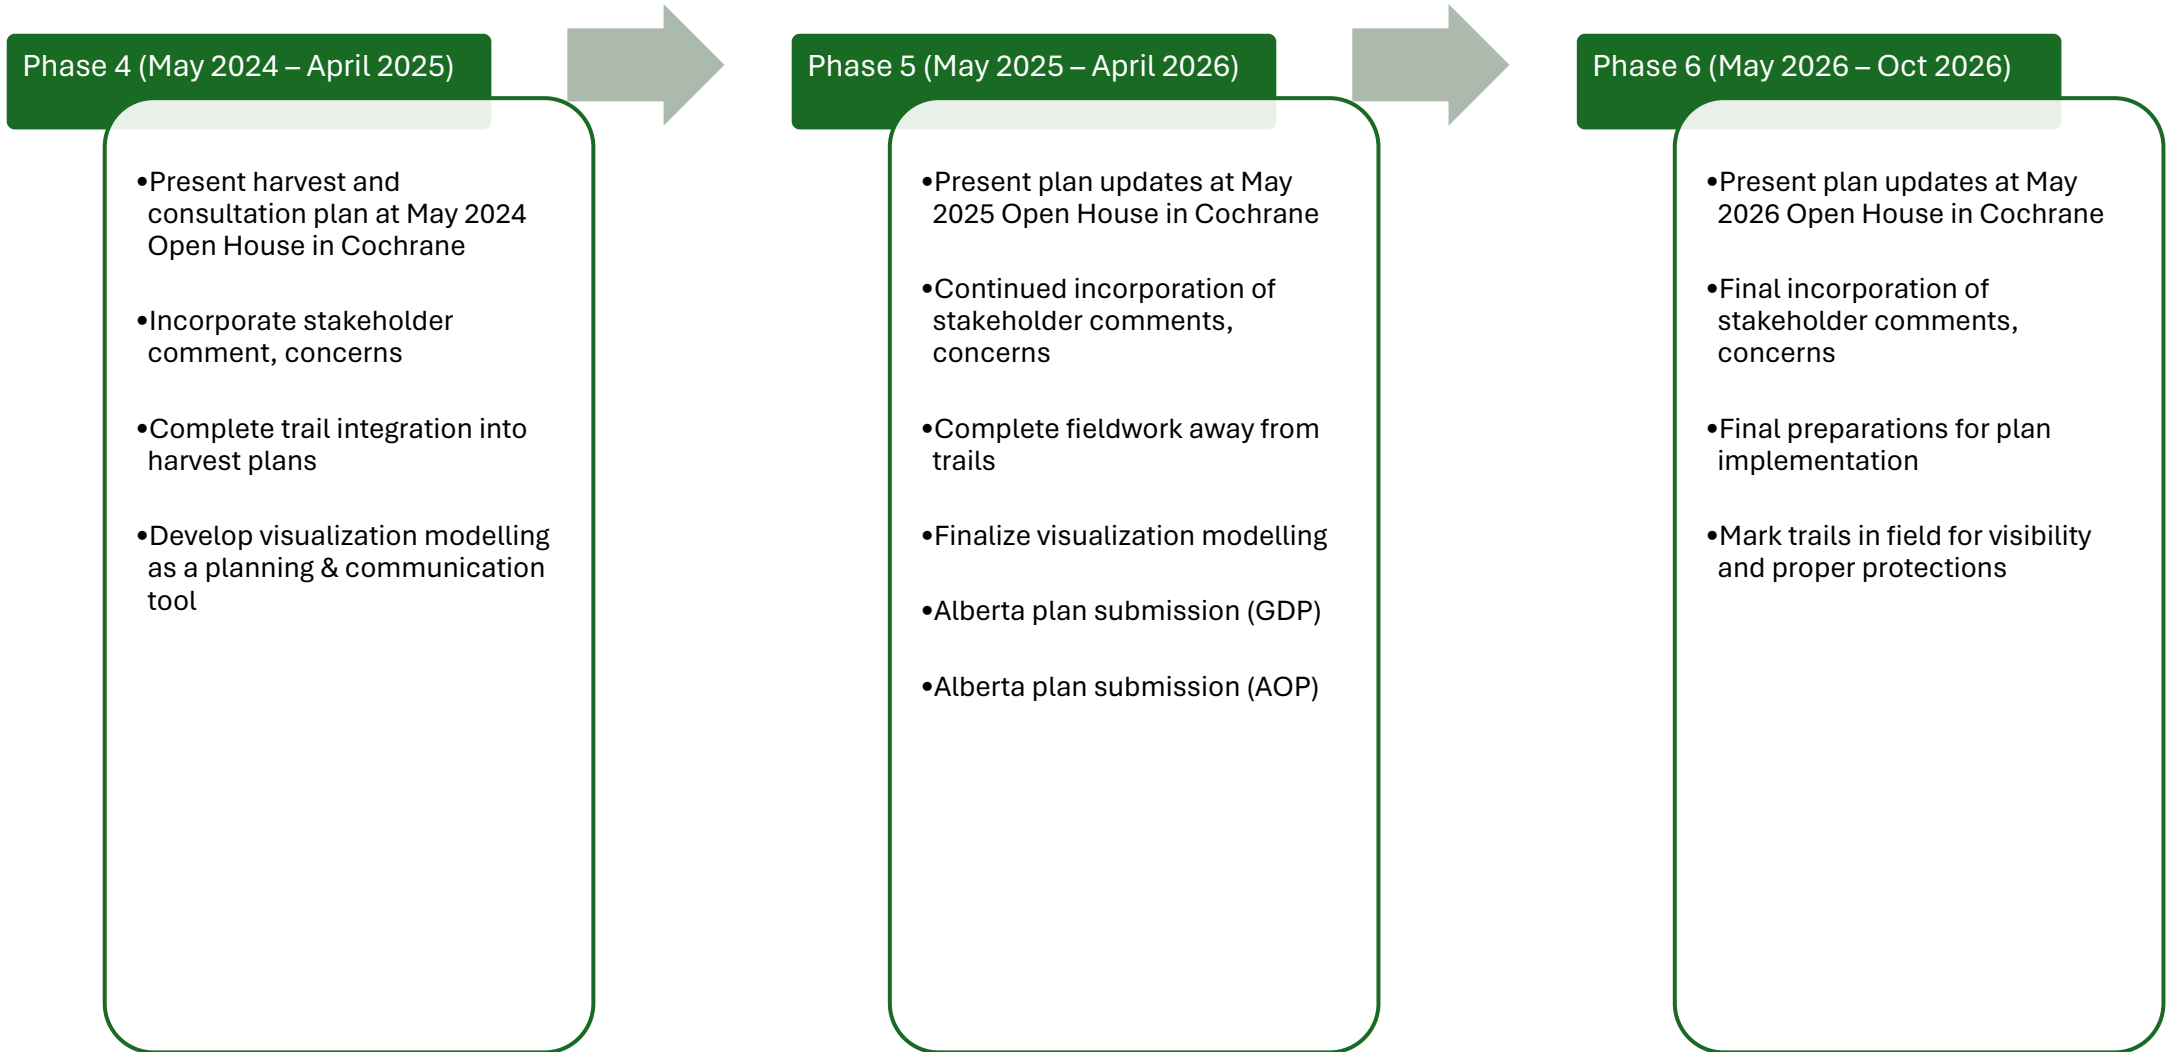 Phase 4 (May 2024 – April 2025)
•Present harvest and
consultation plan at May 2024
Open House in Cochrane
•Incorporate stakeholder
comment, concerns
•Complete trail integration into
harvest plans
•Develop visualization modelling
as a planning & communication
tool
Phase 5 (May 2025 – April 2026)
•Present plan updates at May
2025 Open House in Cochrane
•Continued incorporation of
stakeholder comments,
concerns
•Complete fieldwork away from
trails
•Finalize visualization modelling
•Alberta plan submission (GDP)
•Alberta plan submission (AOP)
Phase 6 (May 2026 – Oct 2026)
•Present plan updates at May
2026 Open House in Cochrane
•Final incorporation of
stakeholder comments,
concerns
•Final preparations for plan
implementation
•Mark trails in field for visibility
and proper protections